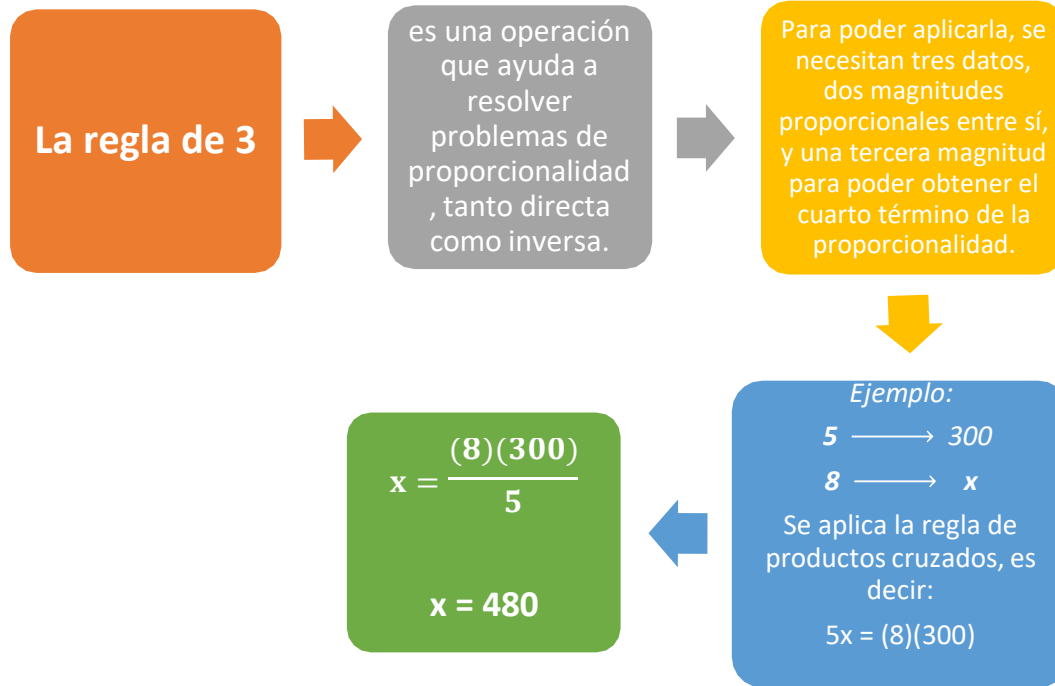 La regla de 3
es una operación
que ayuda a
resolver
problemas de
proporcionalidad
, tanto directa
como inversa.
Para poder aplicarla, se
necesitan tres datos,
dos magnitudes
proporcionales entre sí,
y una tercera magnitud
para poder obtener el
cuarto término de la
proporcionalidad.
Ejemplo:
5 ⟶ 300
8 ⟶ x
Se aplica la regla de
productos cruzados, es
decir:
5x = (8)(300)
x = (8)(300) / 5
x = 480